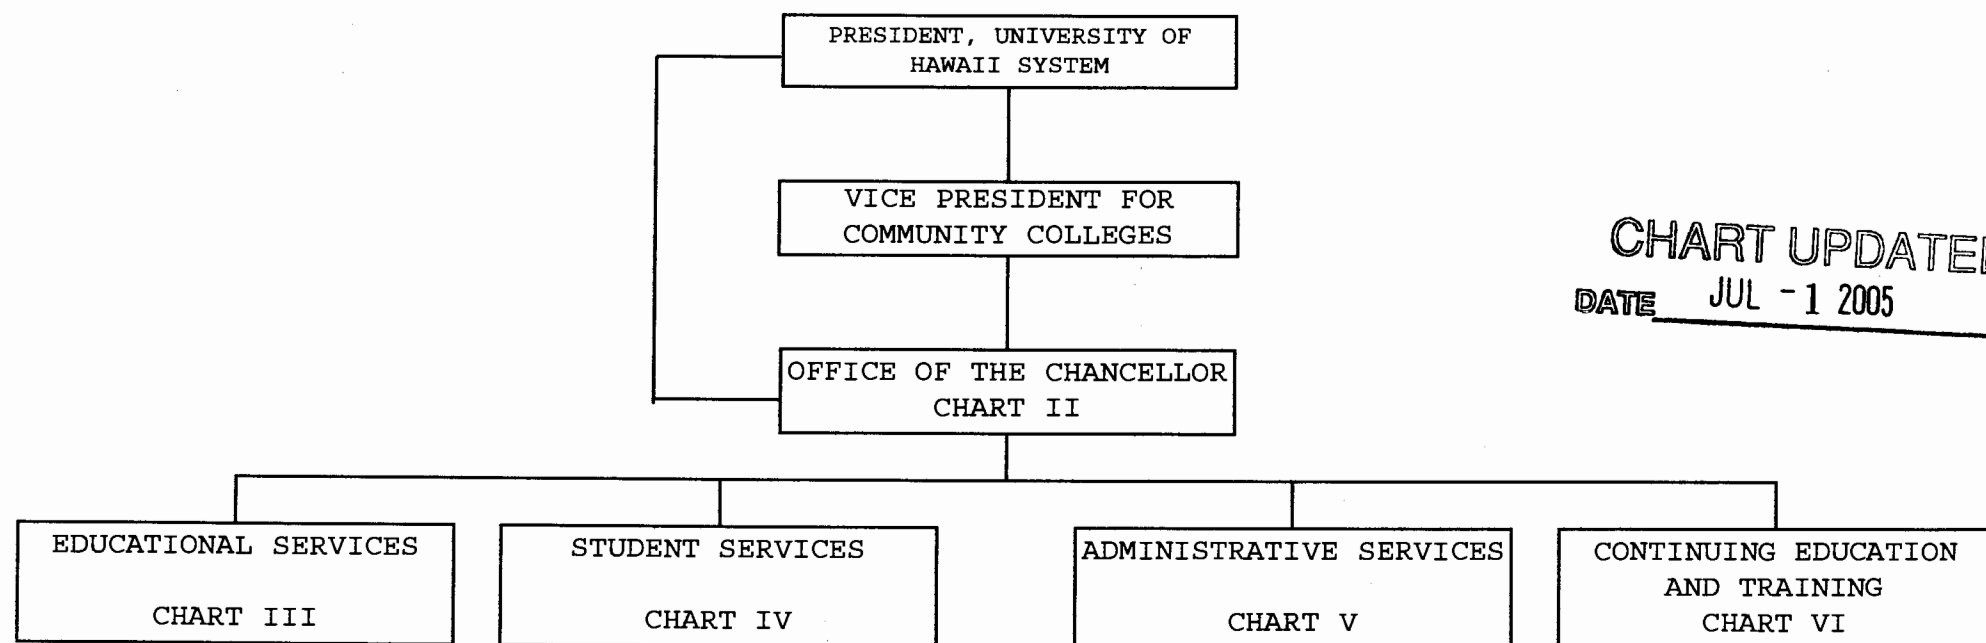 PRESIDENT, UNIVERSITY OF
HAWAII SYSTEM
VICE PRESIDENT FOR
COMMUNITY COLLEGES
CHART UPDATED
DATE JUL - 1 2005
OFFICE OF THE CHANCELLOR
CHART II
EDUCATIONAL SERVICES
CHART III
STUDENT SERVICES
CHART IV
ADMINISTRATIVE SERVICES
CHART V
CONTINUING EDUCATION
AND TRAINING
CHART VI